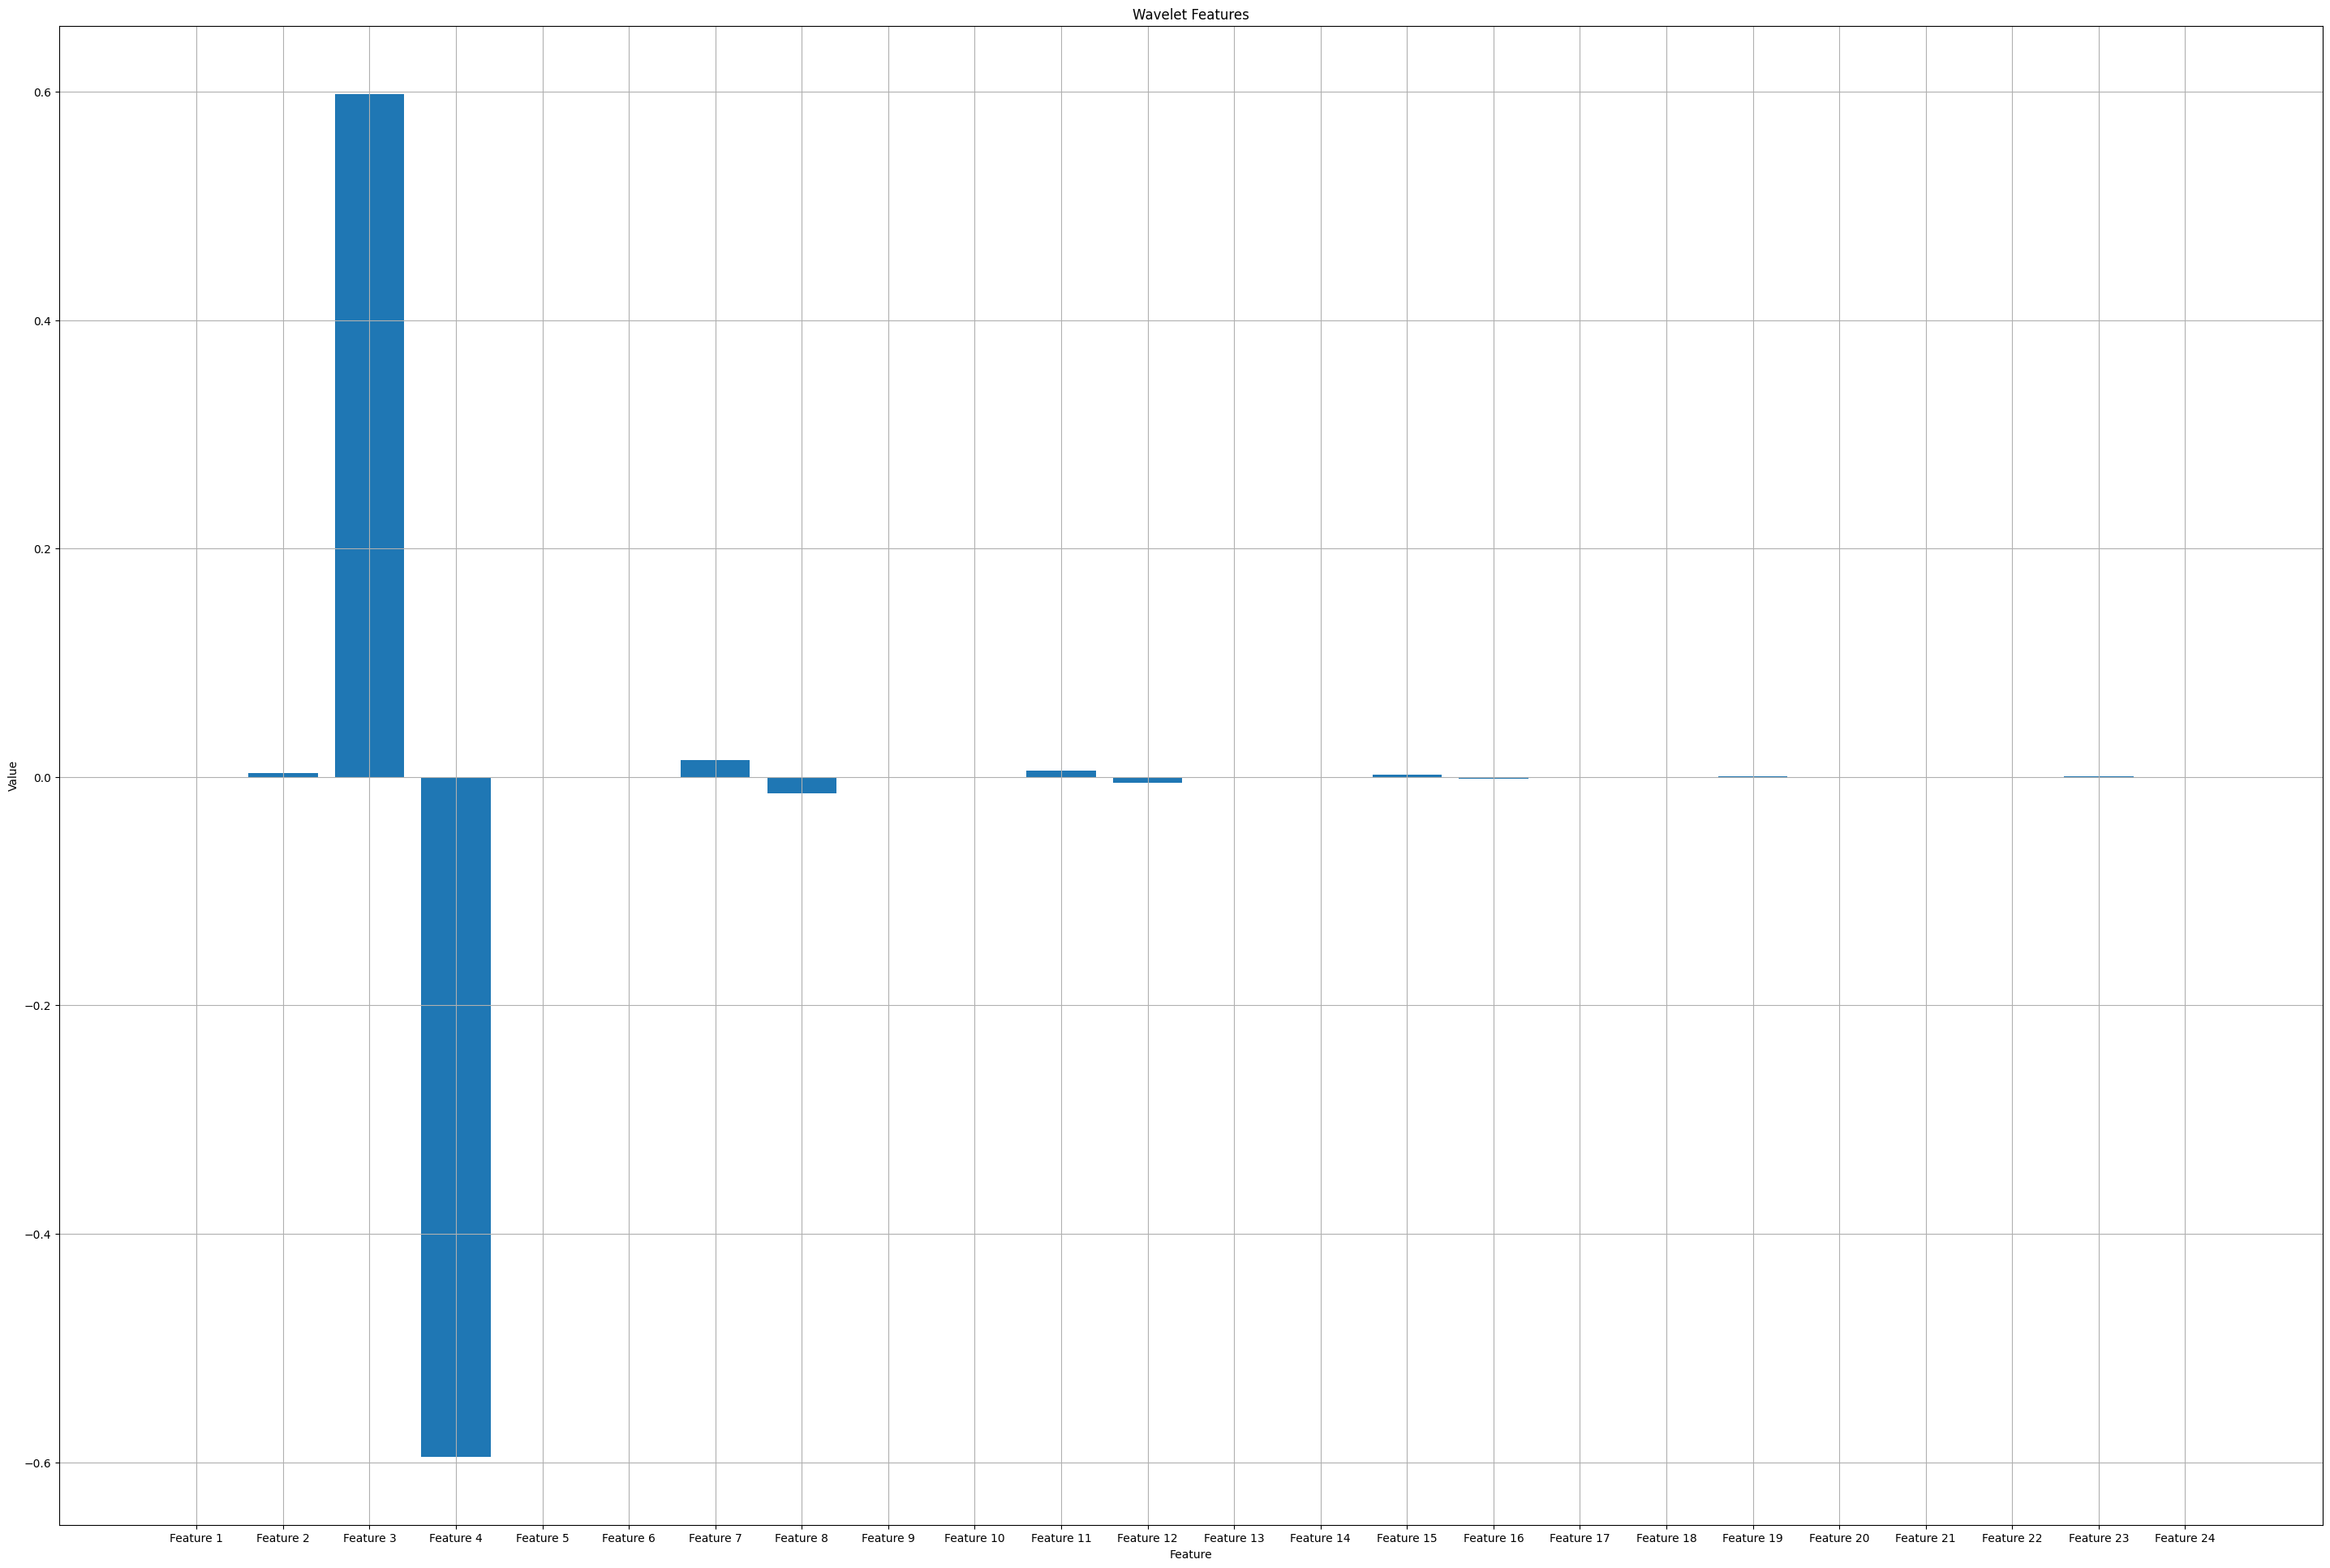 Wavelet Features
0.6
0.4
0.2
0.0
−0.2
−0.4
−0.6
Value
Feature 1 Feature 2 Feature 3 Feature 4 Feature 5 Feature 6 Feature 7 Feature 8 Feature 9 Feature 10 Feature 11 Feature 12 Feature 13 Feature 14 Feature 15 Feature 16 Feature 17 Feature 18 Feature 19 Feature 20 Feature 21 Feature 22 Feature 23 Feature 24
Feature